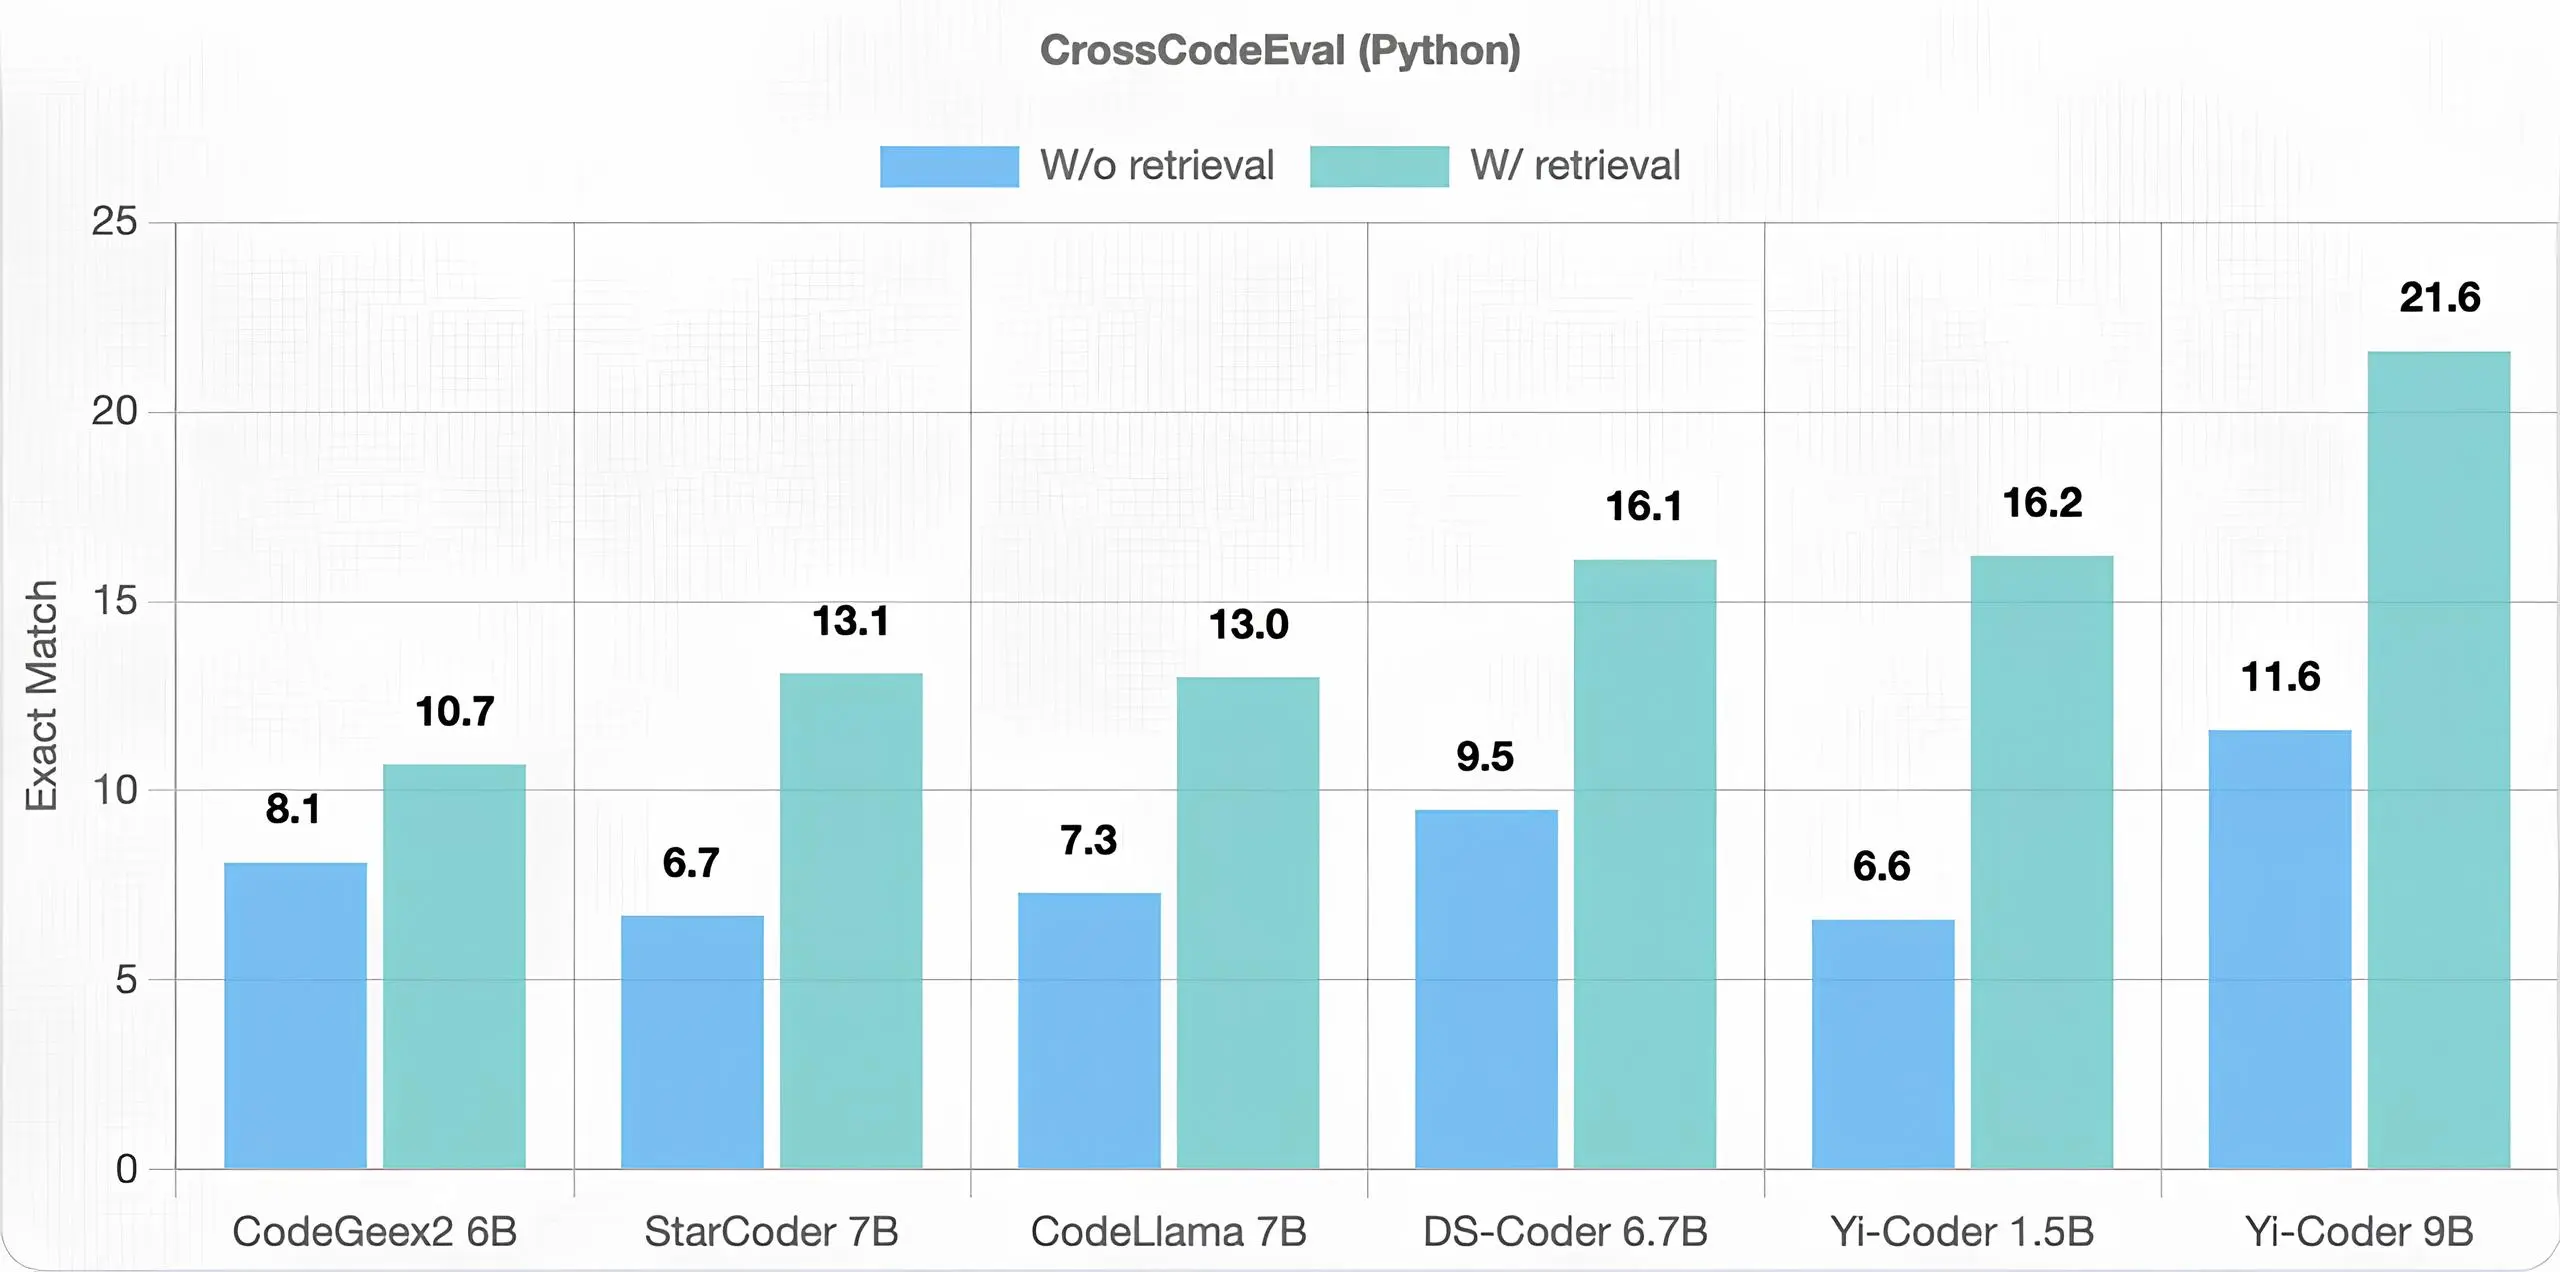 CrossCodeEval (Python)
W/o retrieval W/ retrieval
Exact Match
25
20
15
10
5
0
8.1
10.7
6.7
13.1
7.3
13.0
9.5
16.1
6.6
16.2
11.6
21.6
CodeGeex2 6B
StarCoder 7B
CodeLlama 7B
DS-Coder 6.7B
Yi-Coder 1.5B
Yi-Coder 9B